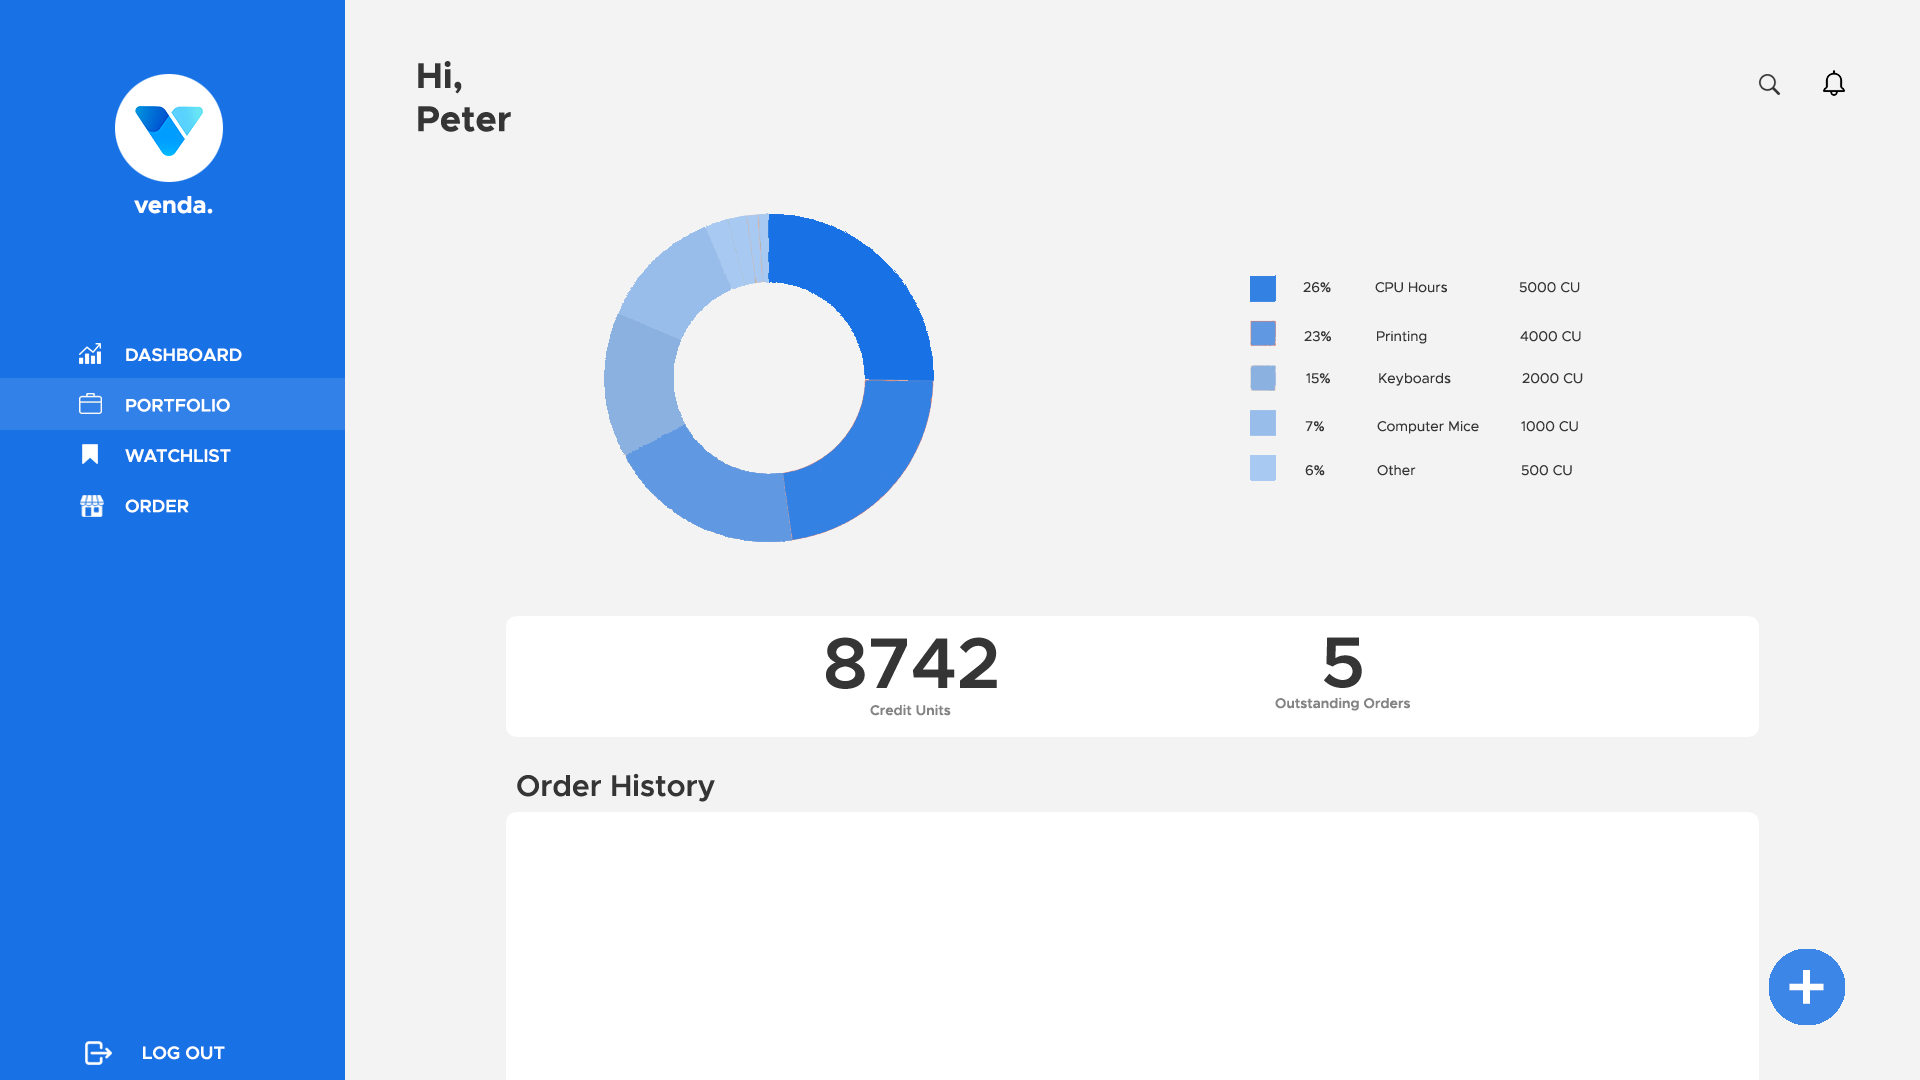 venda.
DASHBOARD
PORTFOLIO
WATCHLIST
ORDER
LOG OUT
Hi,
Peter
26% CPU Hours 5000 CU
23% Printing 4000 CU
15% Keyboards 2000 CU
7% Computer Mice 1000 CU
6% Other 500 CU
8742
Credit Units
5
Outstanding Orders
Order History